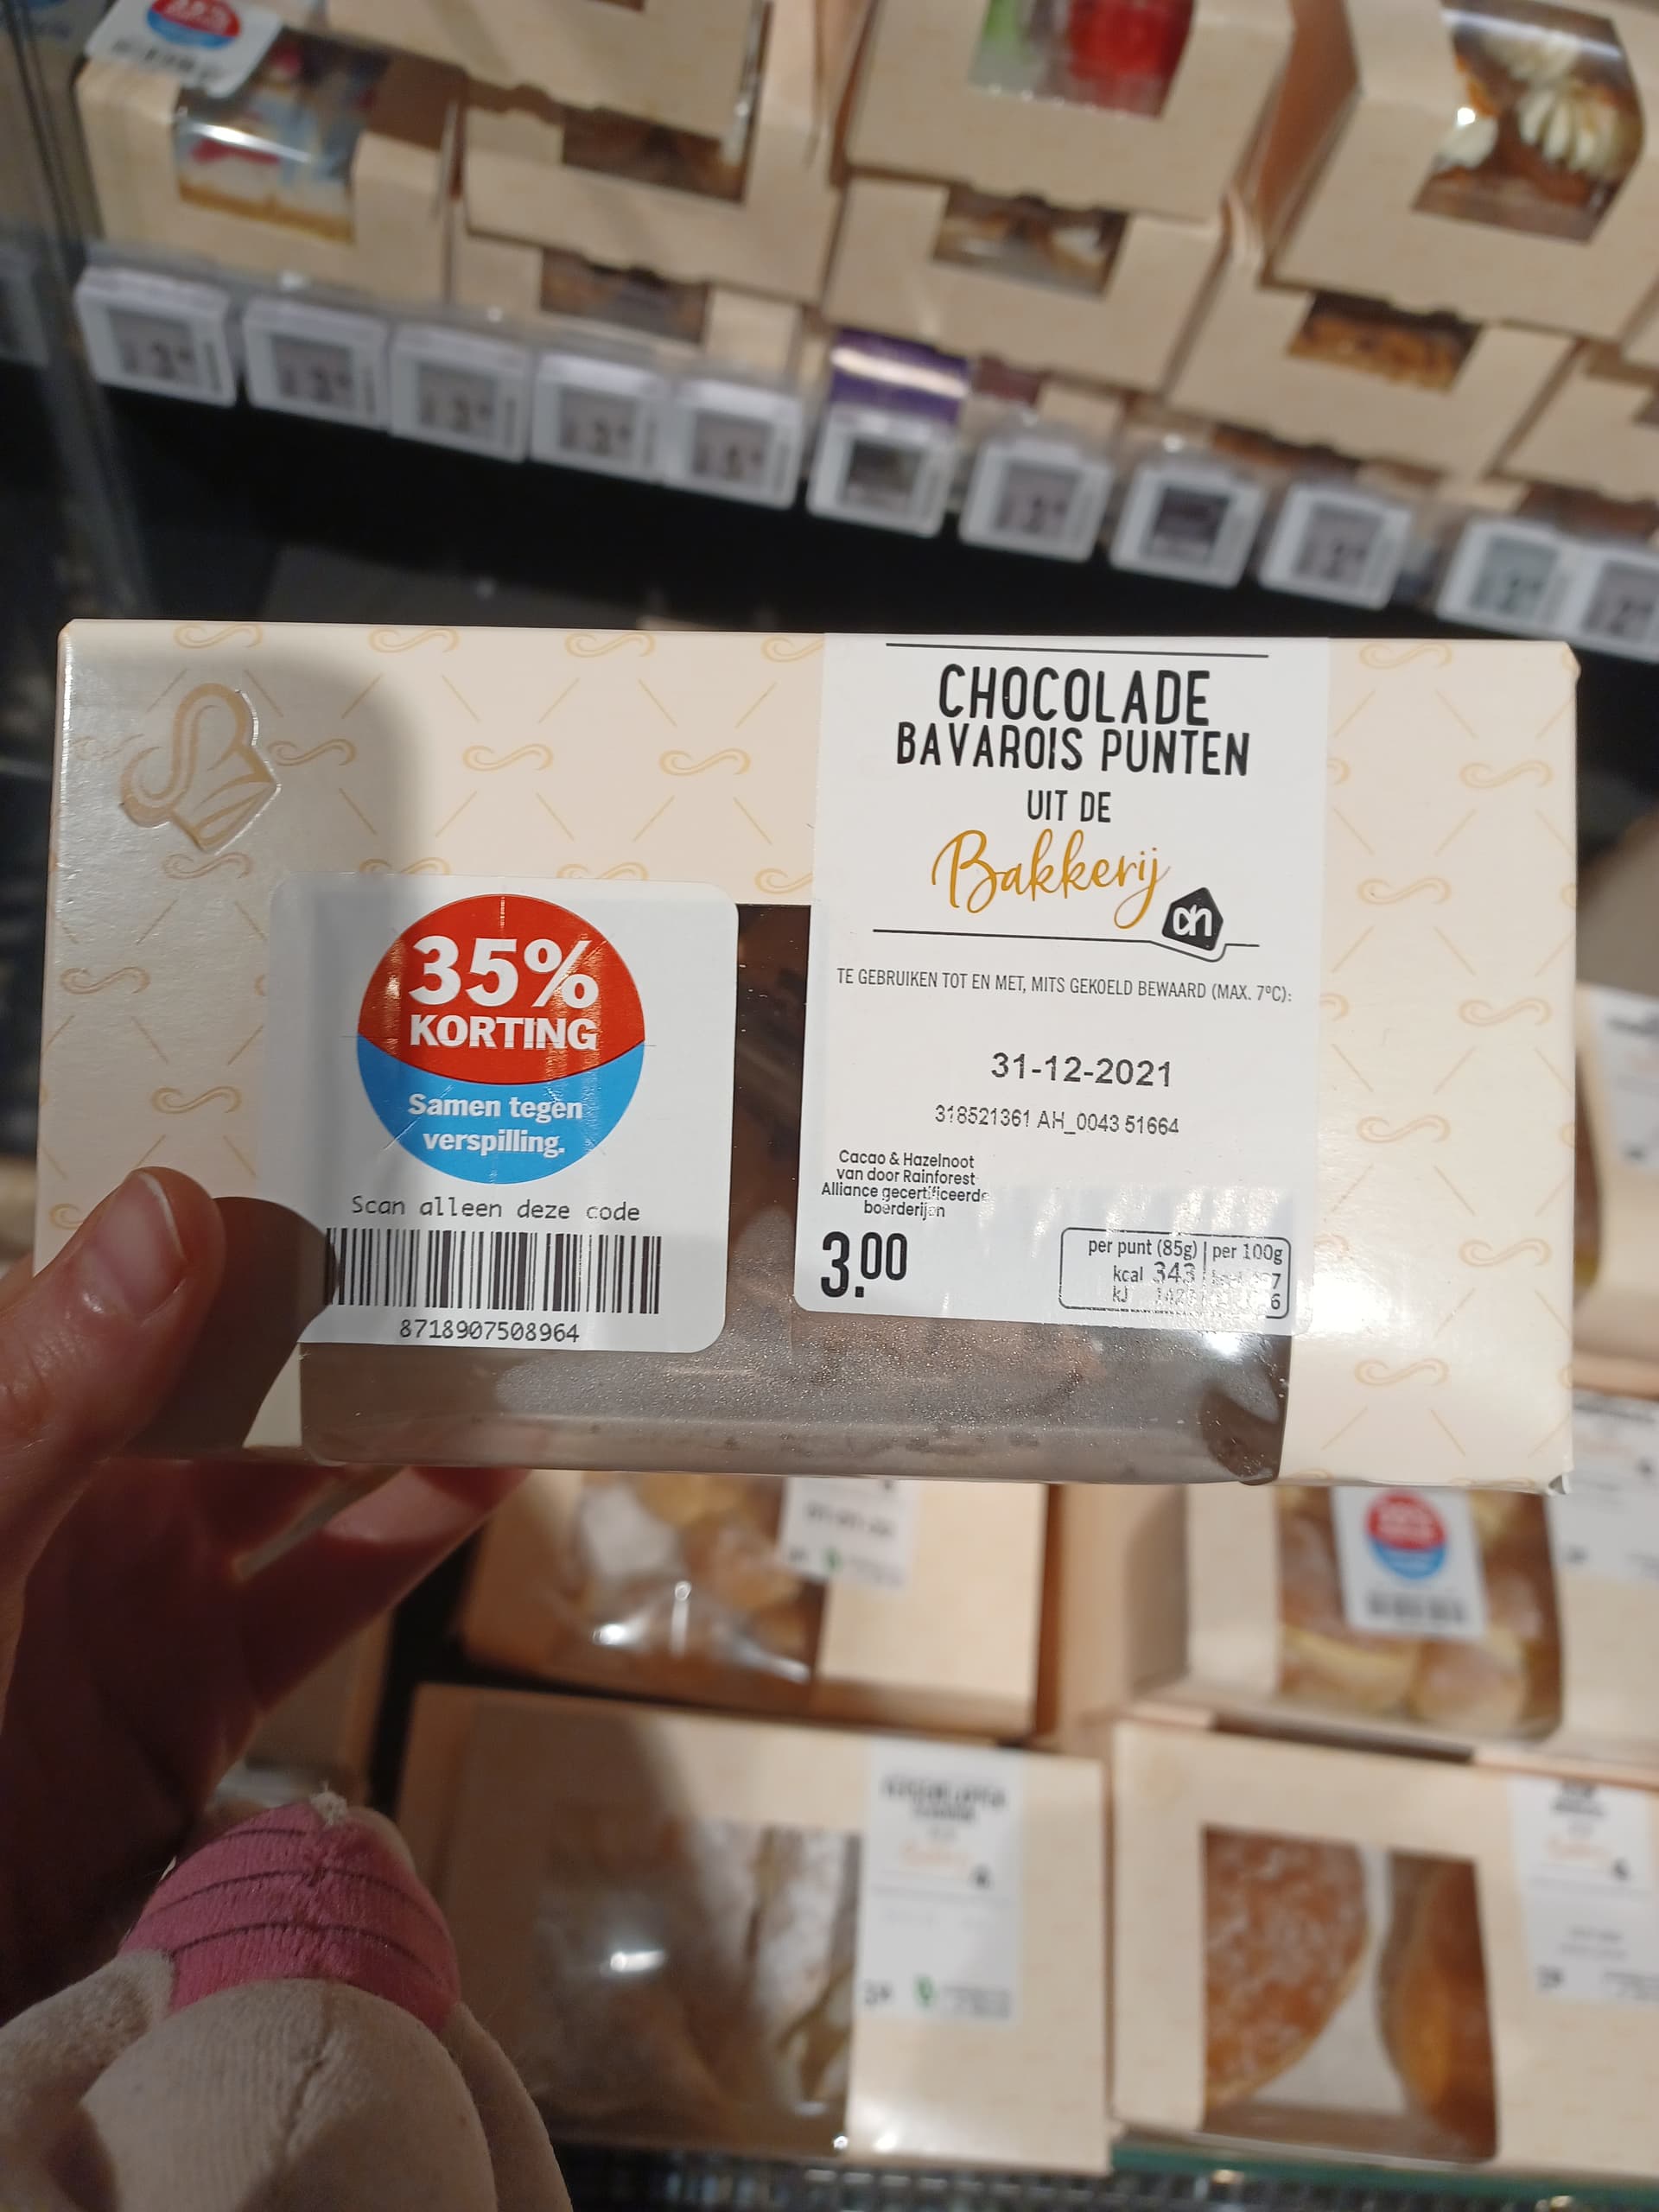 CHOCOLADE
BAVAROIS PUNTEN
UIT DE
Bakkerij
ah
TE GEBRUIKEN TOT EN MET, MITS GEKOELD BEWAARD (MAX. 7ºC):
31-12-2021
318521361 AH_0043 51664
Cacao & Hazelnoot
van door Rainforest
Alliance gecertificeerde
boerderijen
3.00
per punt (85g) | per 100g
kcal 343
kJ
35%
KORTING
Samen tegen
verspilling.
Scan alleen deze code
8718907508964